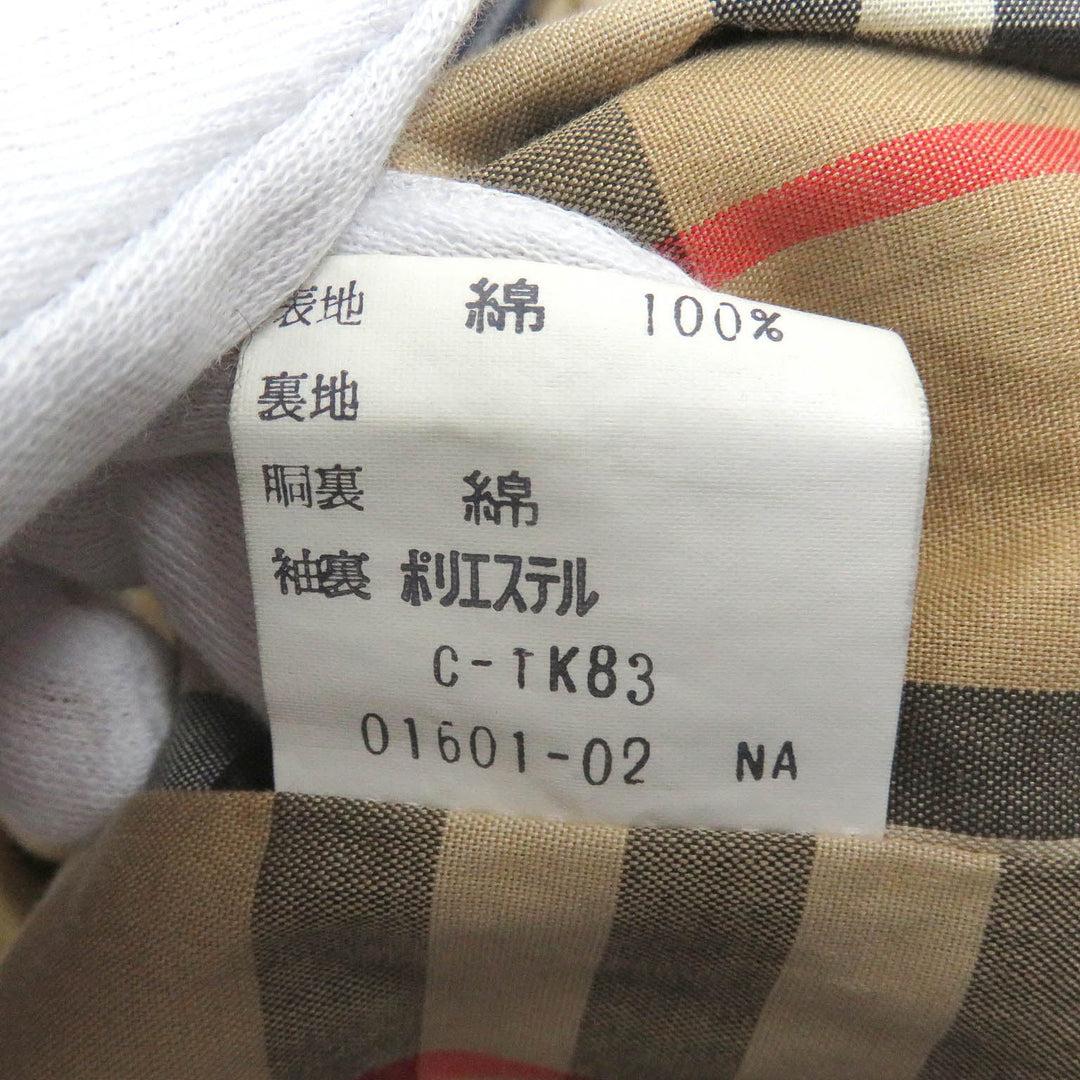 表地 綿 100%
裏地
胴裏 綿
袖裏 ポリエステル
C-TK83
01601-02 NA